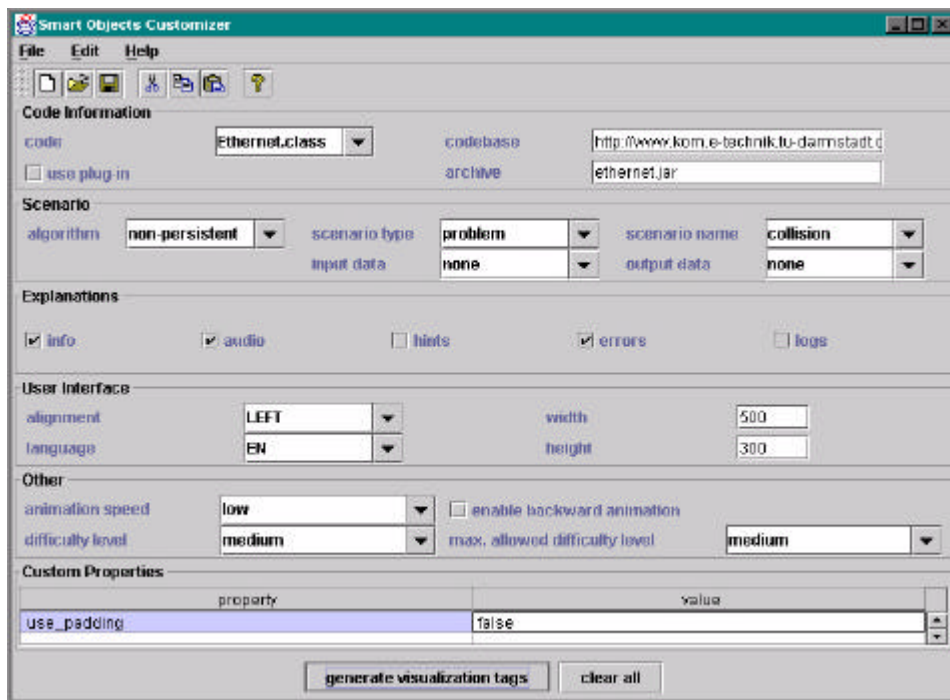 Smart Objects Customizer
File Edit Help
Code Information
code Ethernet.class codebase http://www.kom.e-technik.tu-darmstadt.d
use plug-in archive ethernet.jar
Scenario
algorithm non-persistent scenario type problem scenario name collision
input data none output data none
Explanations
info audio hints errors logs
User Interface
alignment LEFT width 500
language EN height 300
Other
animation speed low enable backward animation
difficulty level medium max. allowed difficulty level medium
Custom Properties
property value
use_padding false
generate visualization tags clear all